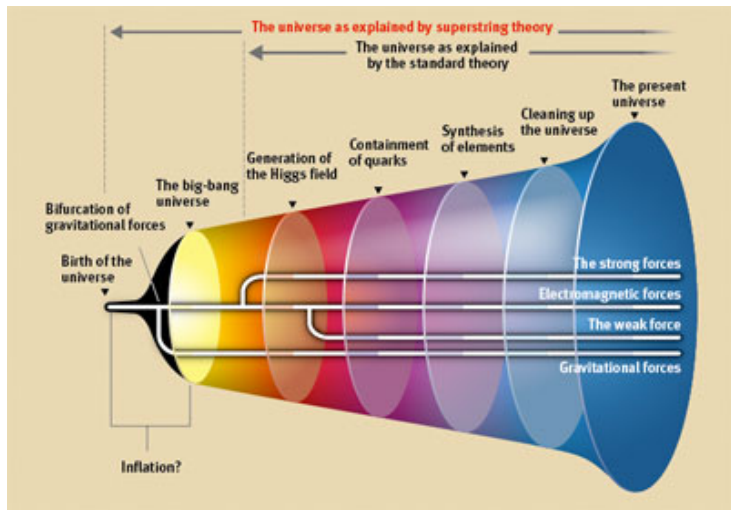 The universe as explained by superstring theory
The universe as explained
by the standard theory
The present
universe
Cleaning up
the universe
Synthesis
of elements
Containment
of quarks
Generation of
the Higgs field
The big-bang
universe
Bifurcation of
gravitational forces
Birth of the
universe
The strong forces
Electromagnetic forces
The weak force
Gravitational forces
Inflation?